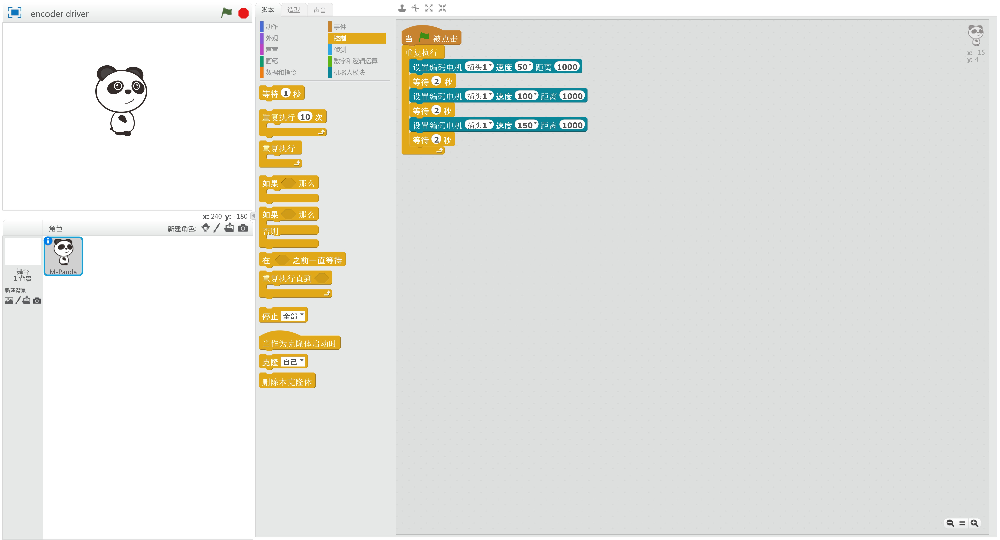 encoder driver
x: 240 y: -180
角色
新建角色:
M-Panda
舞台
1 背景
新建背景
脚本 造型 声音
动作 事件
外观 控制
声音 侦测
画笔 数字和逻辑运算
数据和指令 机器人模块
等待 1 秒
重复执行 10 次
重复执行
如果 那么
如果 那么
否则
在 之前一直等待
重复执行直到
停止 全部
当作为克隆体启动时
克隆 自己
删除本克隆体
当 被点击
重复执行
设置编码电机 插头1 速度 50 距离 1000
等待 2 秒
设置编码电机 插头1 速度 100 距离 1000
等待 2 秒
设置编码电机 插头1 速度 150 距离 1000
等待 2 秒
x: -15
y: 4